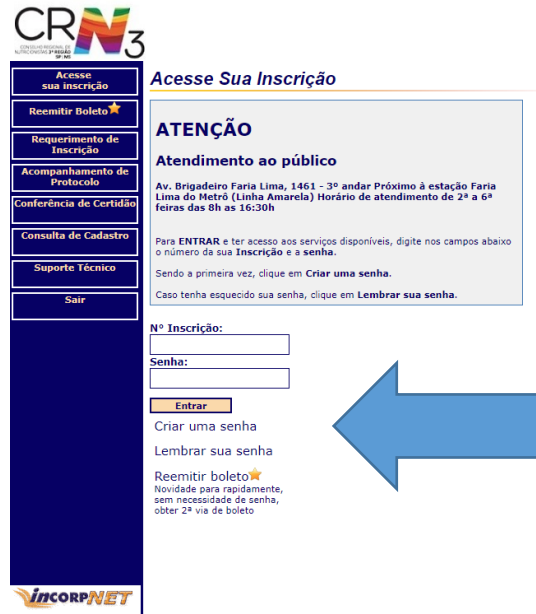 CRN3
CONSELHO REGIONAL DE
NUTRICIONISTAS 3ª REGIÃO
SP, MS
Acesse
sua inscrição
Reemitir Boleto
Requerimento de
Inscrição
Acompanhamento de
Protocolo
Conferência de Certidão
Consulta de Cadastro
Suporte Técnico
Sair
incorpNET
Acesse Sua Inscrição
ATENÇÃO
Atendimento ao público
Av. Brigadeiro Faria Lima, 1461 - 3º andar Próximo à estação Faria
Lima do Metrô (Linha Amarela) Horário de atendimento de 2ª a 6ª
feiras das 8h as 16:30h
Para ENTRAR e ter acesso aos serviços disponíveis, digite nos campos abaixo
o número da sua Inscrição e a senha.
Sendo a primeira vez, clique em Criar uma senha.
Caso tenha esquecido sua senha, clique em Lembrar sua senha.
Nº Inscrição:
Senha:
Entrar
Criar uma senha
Lembrar sua senha
Reemitir boleto
Novidade para rapidamente,
sem necessidade de senha,
obter 2ª via de boleto